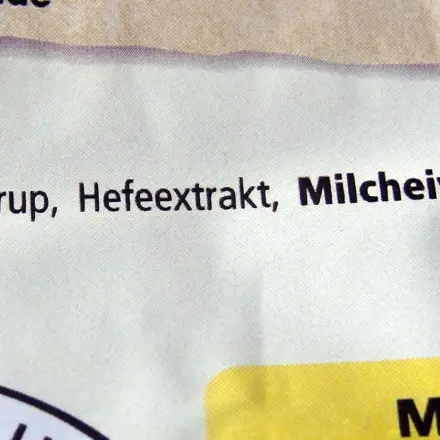 rup, Hefeextrakt, Milchei
M